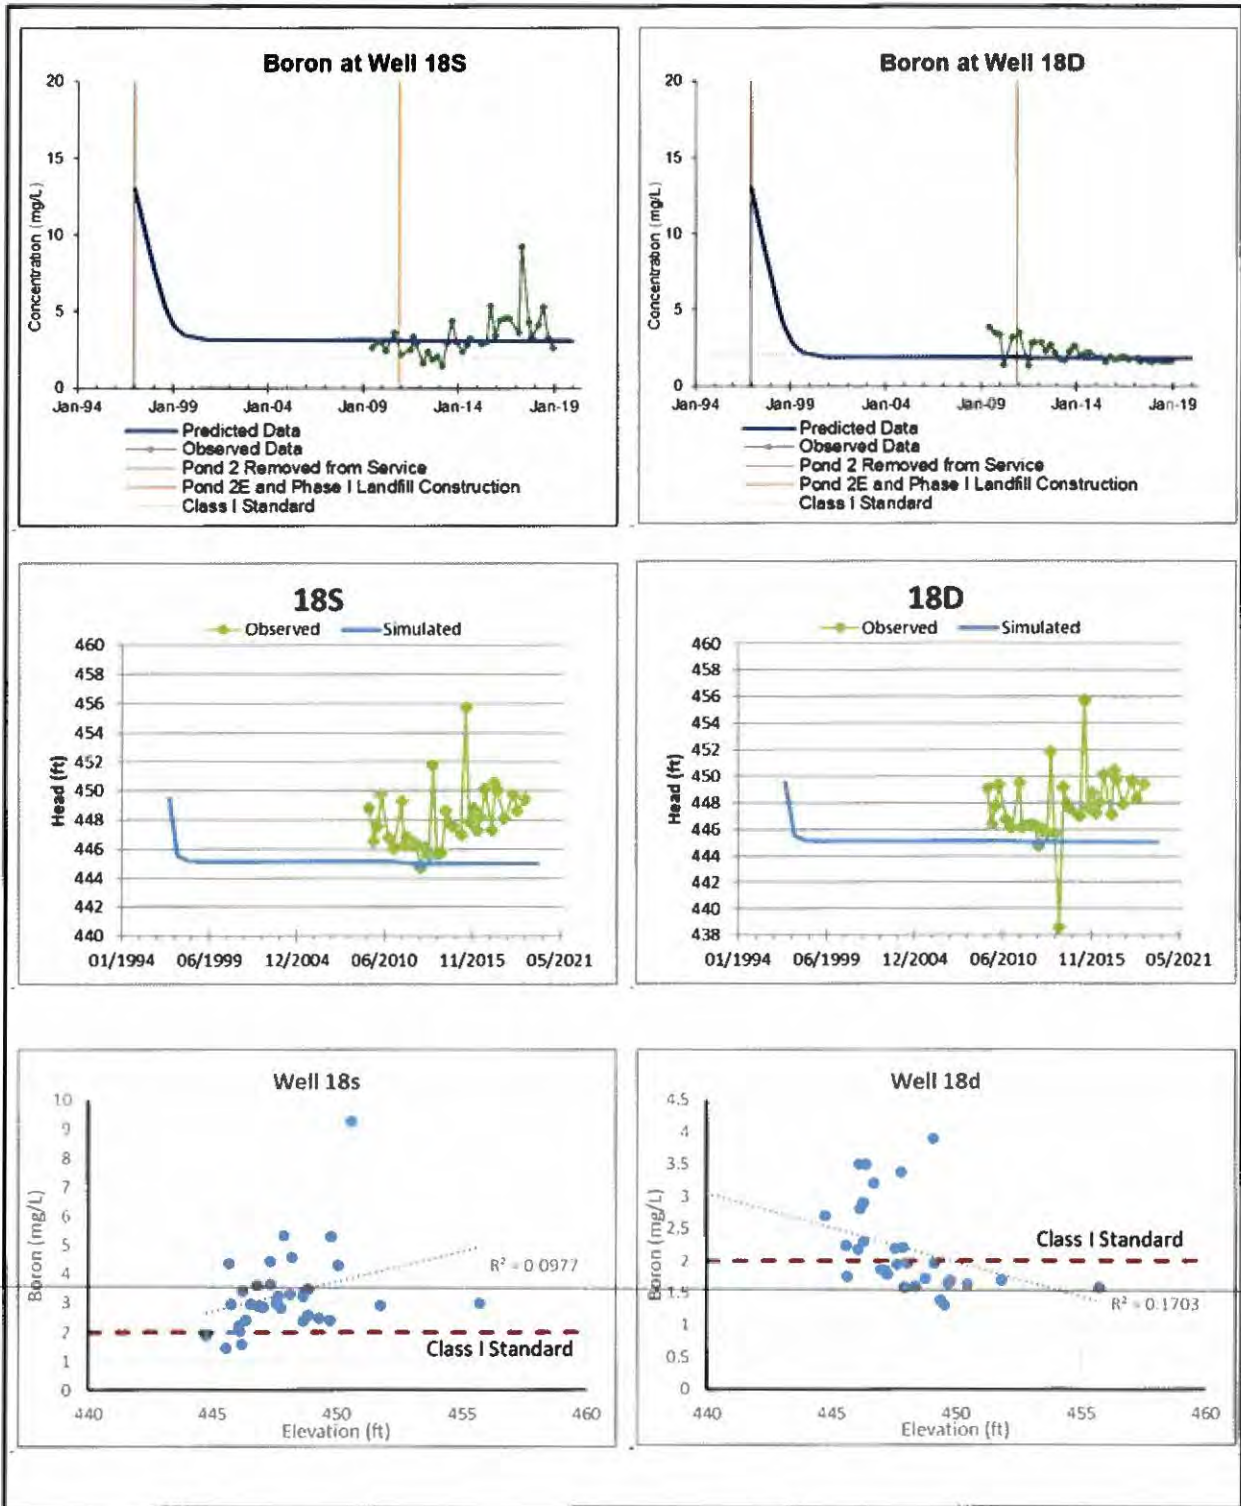 Boron at Well 18S
20
15
10
5
0
Concentration (mg/L)
Jan-94 Jan-99 Jan-04 Jan-09 Jan-14 Jan-19
Predicted Data
Observed Data
Pond 2 Removed from Service
Pond 2E and Phase I Landfill Construction
Class I Standard
Boron at Well 18D
20
15
10
5
0
Concentration (mg/L)
Jan-94 Jan-99 Jan-04 Jan-09 Jan-14 Jan-19
Predicted Data
Observed Data
Pond 2 Removed from Service
Pond 2E and Phase I Landfill Construction
Class I Standard
18S
Observed Simulated
460
458
456
454
452
450
448
446
444
442
440
Head (ft)
01/1994 06/1999 12/2004 06/2010 11/2015 05/2021
18D
Observed Simulated
460
458
456
454
452
450
448
446
444
442
440
438
Head (ft)
01/1994 06/1999 12/2004 06/2010 11/2015 05/2021
Well 18s
10
9
8
7
6
5
4
3
2
1
0
Boron (mg/L)
R² = 0.0977
Class I Standard
440 445 450 455 460
Elevation (ft)
Well 18d
4.5
4
3.5
3
2.5
2
1.5
1
0.5
0
Boron (mg/L)
Class I Standard
R² = 0.1703
440 445 450 455 460
Elevation (ft)